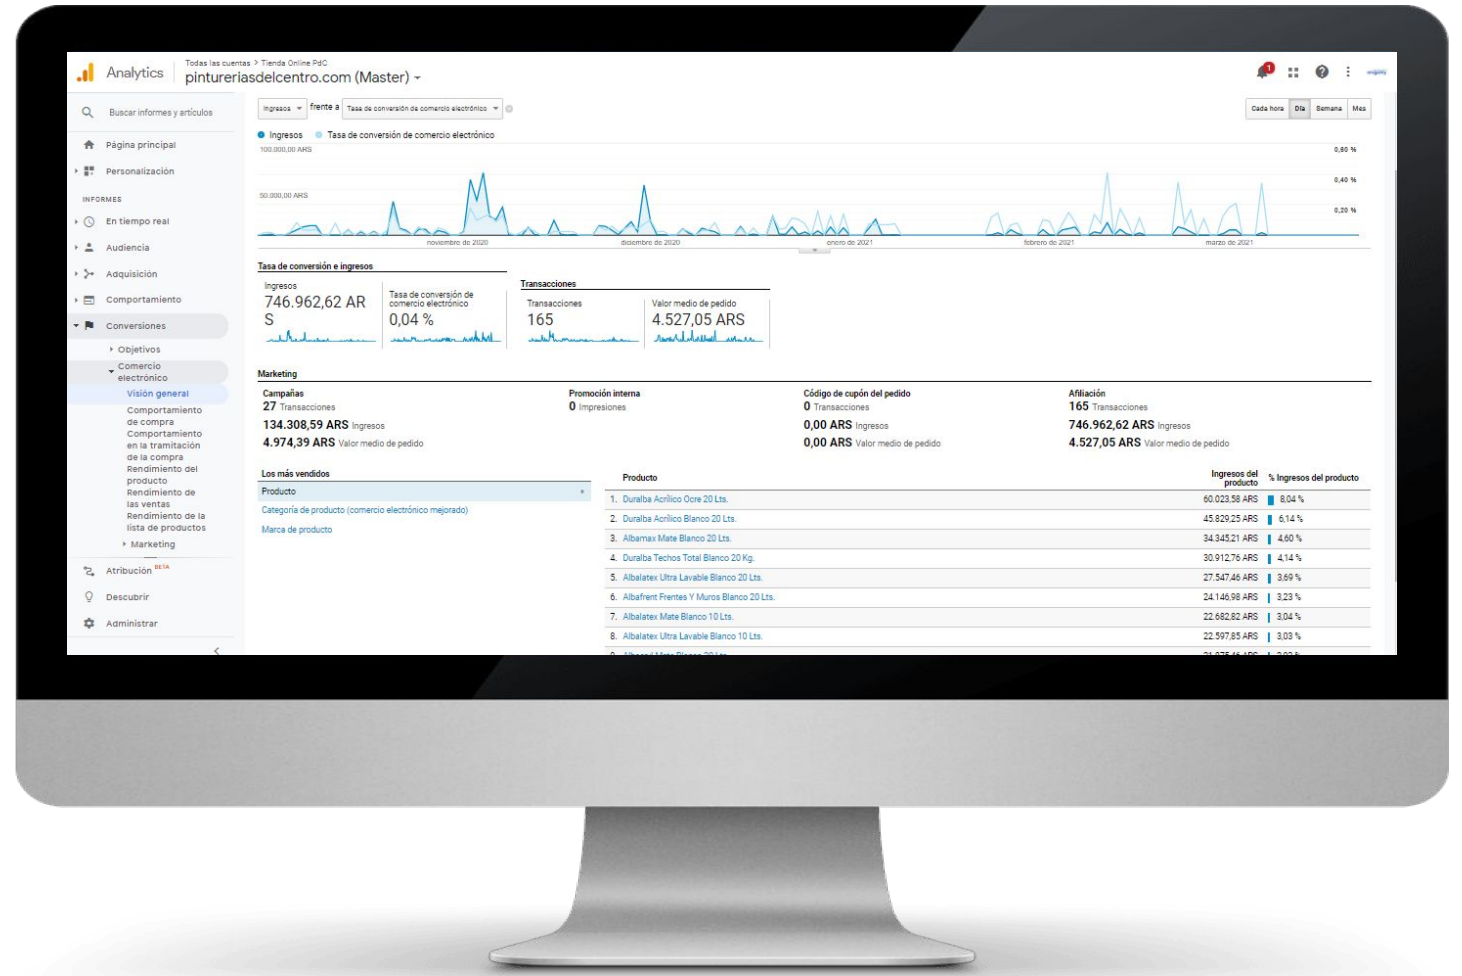 Todas las cuentas > Tienda Online PdC
Analytics
pintureriasdelcentro.com (Master)
1
Buscar informes y artículos
Página principal
Personalización
INFORMES
En tiempo real
Audiencia
Adquisición
Comportamiento
Conversiones
Objetivos
Comercio
electrónico
Visión general
Comportamiento
de compra
Comportamiento
en la tramitación
de la compra
Rendimiento del
producto
Rendimiento de
las ventas
Rendimiento de la
lista de productos
Marketing
Atribución BETA
Descubrir
Administrar
Ingresos frente a Tasa de conversión de comercio electrónico
Cada hora Día Semana Mes
Ingresos Tasa de conversión de comercio electrónico
100.000,00 ARS 0,60 %
0,40 %
50.000,00 ARS
0,20 %
noviembre de 2020 diciembre de 2020 enero de 2021 febrero de 2021 marzo de 2021
Tasa de conversión e ingresos
Ingresos
746.962,62 AR
S
Tasa de conversión de
comercio electrónico
0,04 %
Transacciones
Transacciones
165
Valor medio de pedido
4.527,05 ARS
Marketing
Campañas
27 Transacciones
134.308,59 ARS Ingresos
4.974,39 ARS Valor medio de pedido
Promoción interna
0 Impresiones
Código de cupón del pedido
0 Transacciones
0,00 ARS Ingresos
0,00 ARS Valor medio de pedido
Afiliación
165 Transacciones
746.962,62 ARS Ingresos
4.527,05 ARS Valor medio de pedido
Los más vendidos
Producto
Categoría de producto (comercio electrónico mejorado)
Marca de producto
Producto Ingresos del producto % Ingresos del producto
1. Duralba Acrílico Ocre 20 Lts. 60.023,58 ARS 8,04 %
2. Duralba Acrílico Blanco 20 Lts. 45.829,25 ARS 6,14 %
3. Albamax Mate Blanco 20 Lts. 34.345,21 ARS 4,60 %
4. Duralba Techos Total Blanco 20 Kg. 30.912,76 ARS 4,14 %
5. Albalatex Ultra Lavable Blanco 20 Lts. 27.547,46 ARS 3,69 %
6. Albafrent Frentes Y Muros Blanco 20 Lts. 24.146,98 ARS 3,23 %
7. Albalatex Mate Blanco 10 Lts. 22.682,82 ARS 3,04 %
8. Albalatex Ultra Lavable Blanco 10 Lts. 22.597,85 ARS 3,03 %